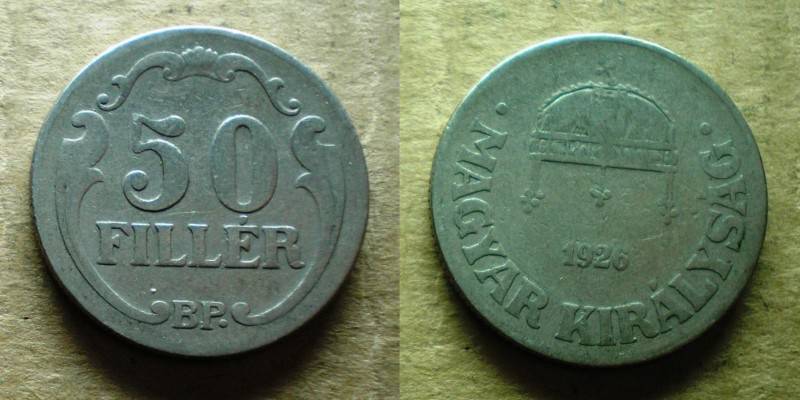 50
FILLÉR
BP.
1926
· MAGYAR KIRÁLYSÁG ·